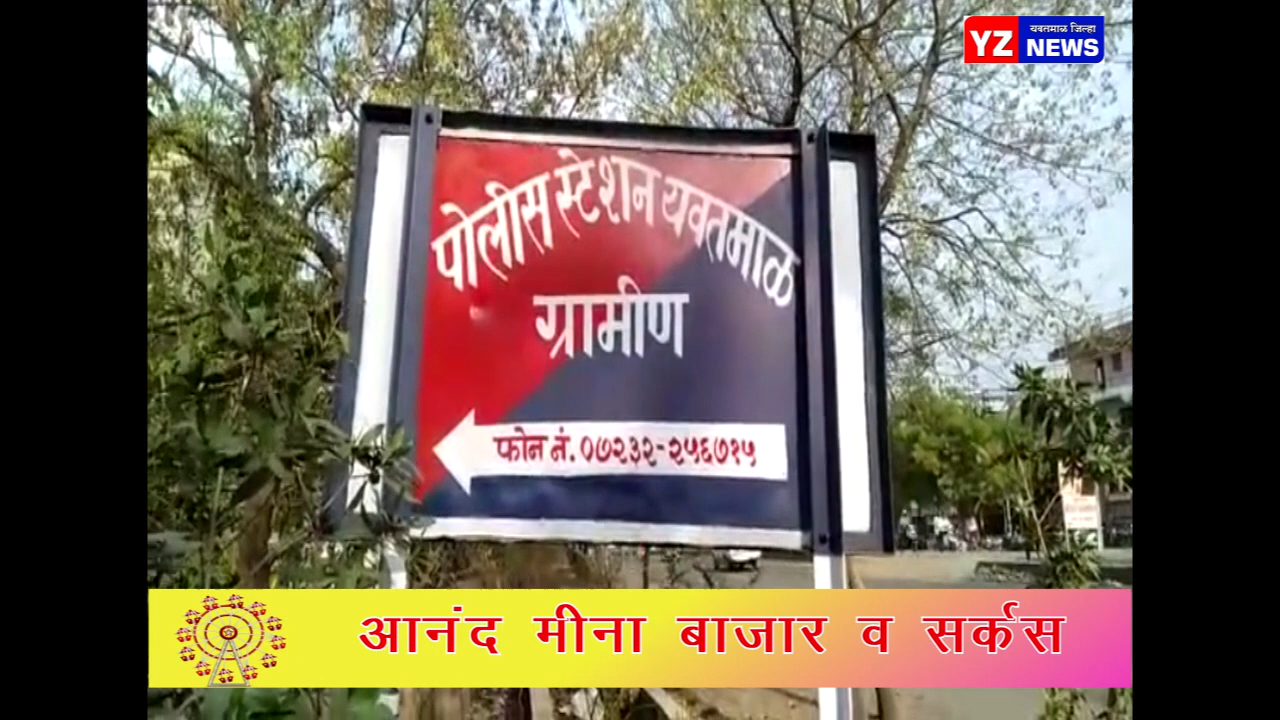 YZ
यवतमाळ जिल्हा
NEWS
पोलीस स्टेशन यवतमाळ
ग्रामीण
फोन नं. ०७२३२-२५६७१५
आनंद मीना बाजार व सर्कस